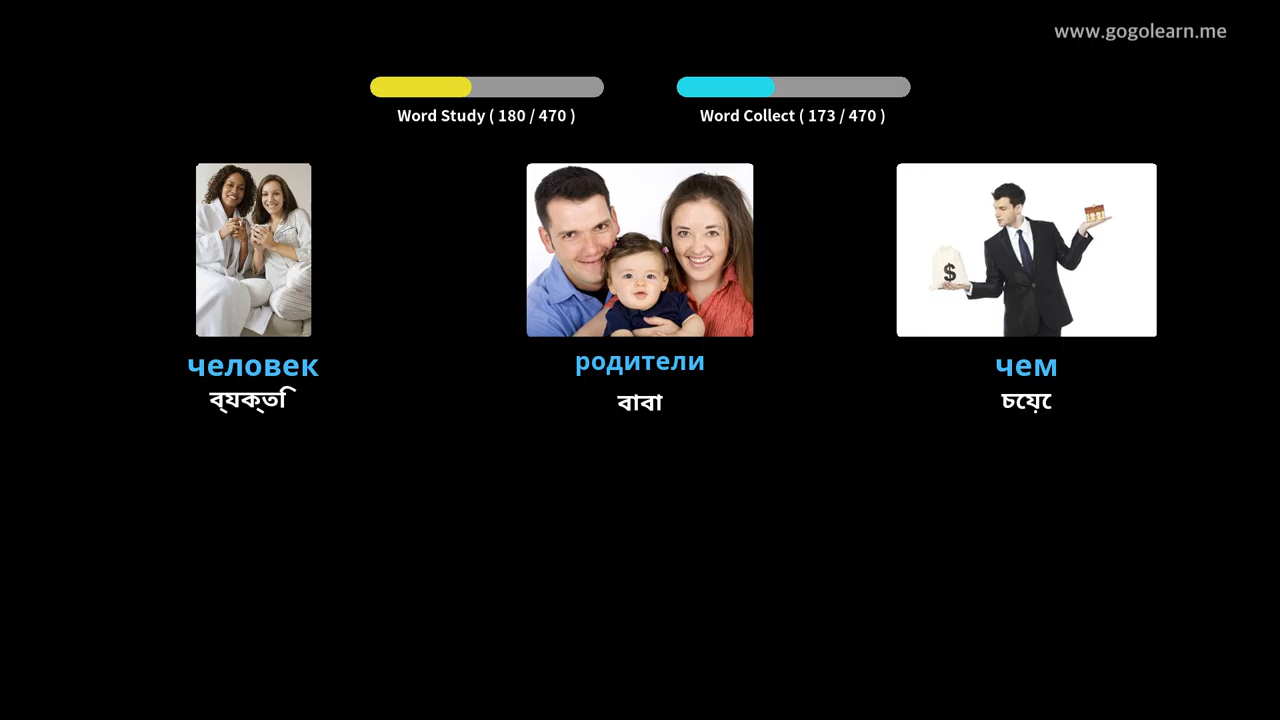 www.gogolearn.me
Word Study ( 180 / 470 )
Word Collect ( 173 / 470 )
человек
родители
чем
ব্যক্তি
বাবা
চেয়ে
$